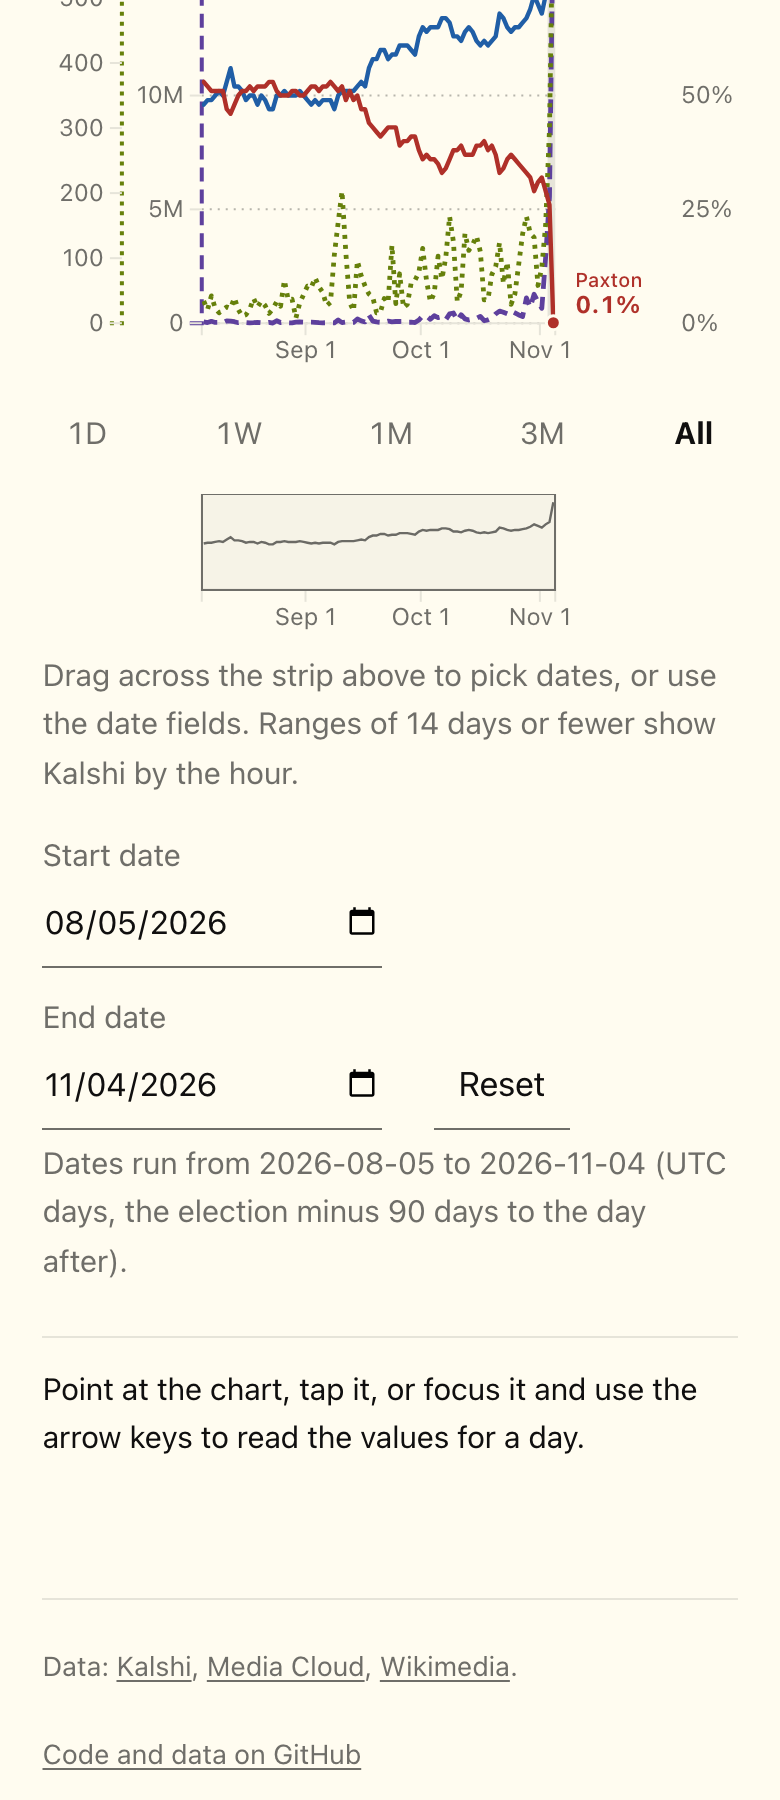 500
400
10M
50%
300
200
5M
25%
100
Paxton
0.1%
0
0
0%
Sep 1
Oct 1
Nov 1
1D
1W
1M
3M
All
Sep 1
Oct 1
Nov 1
Drag across the strip above to pick dates, or use
the date fields. Ranges of 14 days or fewer show
Kalshi by the hour.
Start date
08/05/2026
End date
11/04/2026
Reset
Dates run from 2026-08-05 to 2026-11-04 (UTC
days, the election minus 90 days to the day
after).
Point at the chart, tap it, or focus it and use the
arrow keys to read the values for a day.
Data: Kalshi, Media Cloud, Wikimedia.
Code and data on GitHub